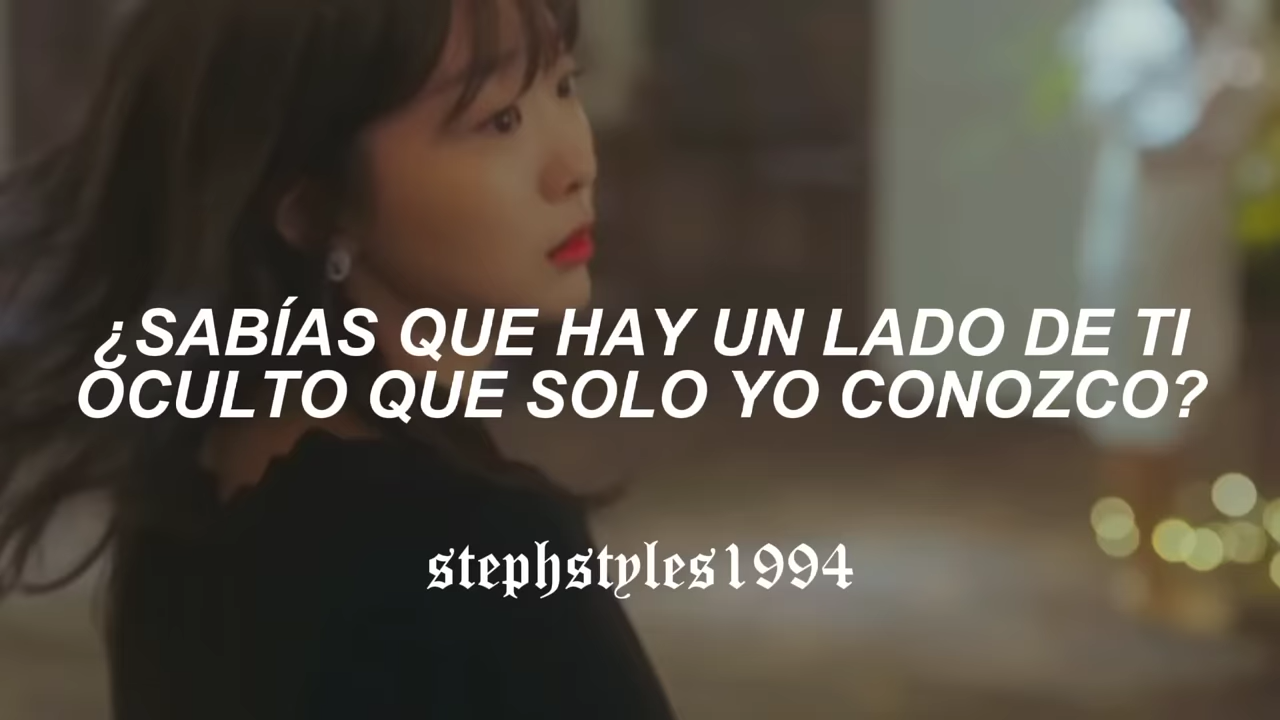 ¿SABÍAS QUE HAY UN LADO DE TI
OCULTO QUE SOLO YO CONOZCO?
stephstyles1994